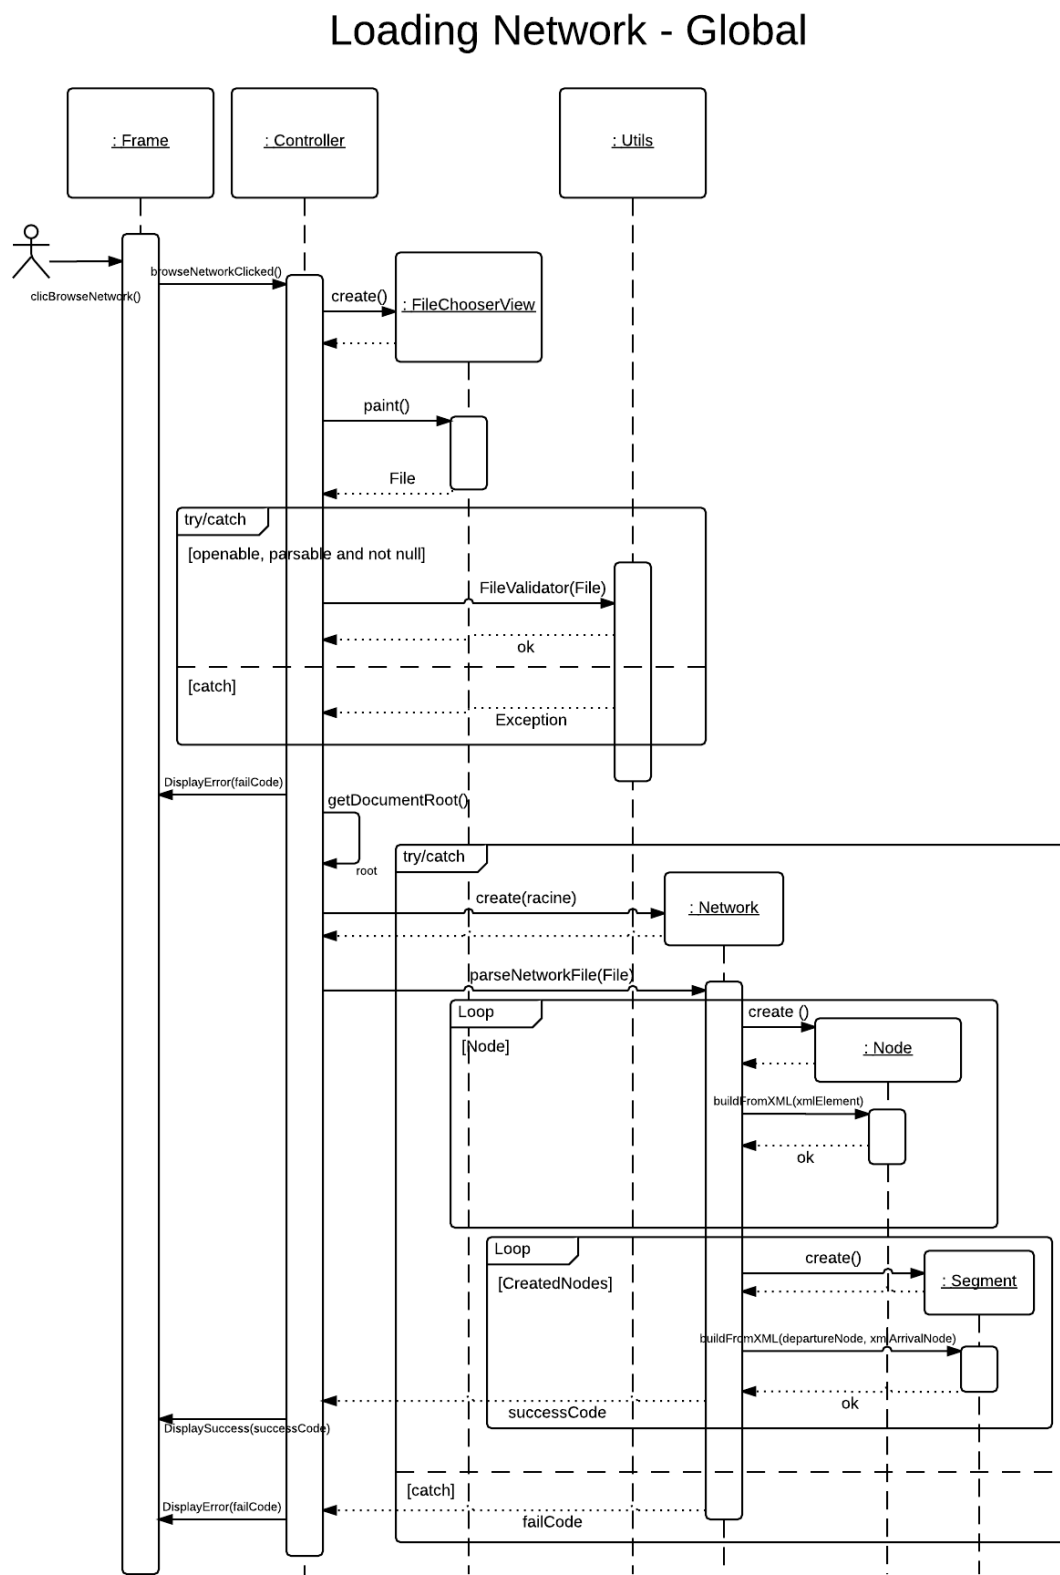 Loading Network - Global
: Frame
: Controller
: Utils
browseNetworkClicked()
clicBrowseNetwork()
create()
: FileChooserView
paint()
File
try/catch
[openable, parsable and not null]
FileValidator(File)
ok
[catch]
Exception
DisplayError(failCode)
getDocumentRoot()
root
try/catch
create(racine)
: Network
parseNetworkFile(File)
Loop
[Node]
create ()
: Node
buildFromXML(xmlElement)
ok
Loop
[CreatedNodes]
create()
: Segment
buildFromXML(departureNode, xmlArrivalNode)
ok
successCode
DisplaySuccess(successCode)
[catch]
DisplayError(failCode)
failCode